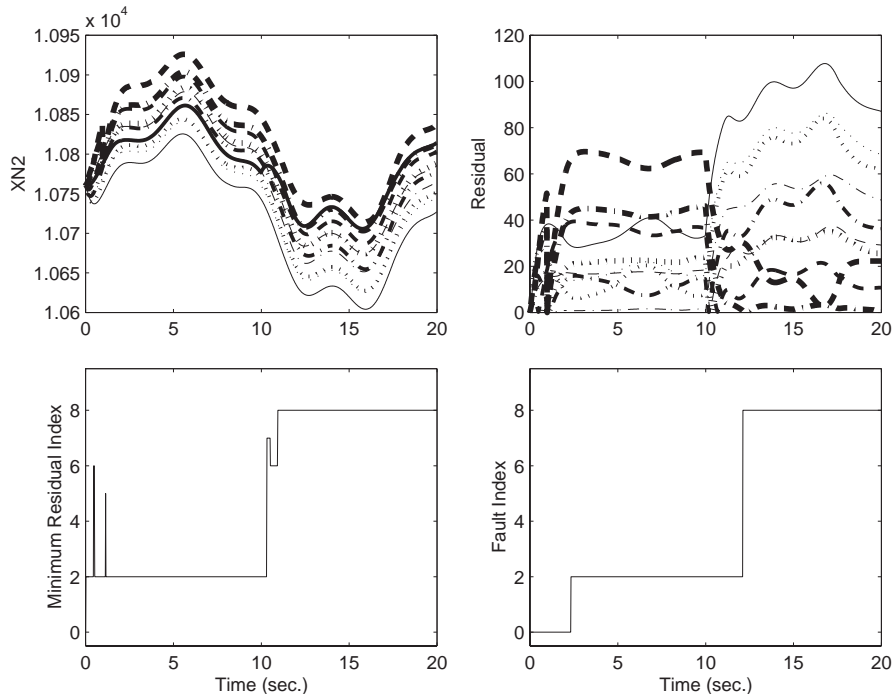 x 10^4
1.095
1.09
1.085
1.08
1.075
1.07
1.065
1.06
XN2
0 5 10 15 20
120
100
80
60
40
20
0
Residual
0 5 10 15 20
8
6
4
2
0
Minimum Residual Index
0 5 10 15 20
Time (sec.)
8
6
4
2
0
Fault Index
0 5 10 15 20
Time (sec.)